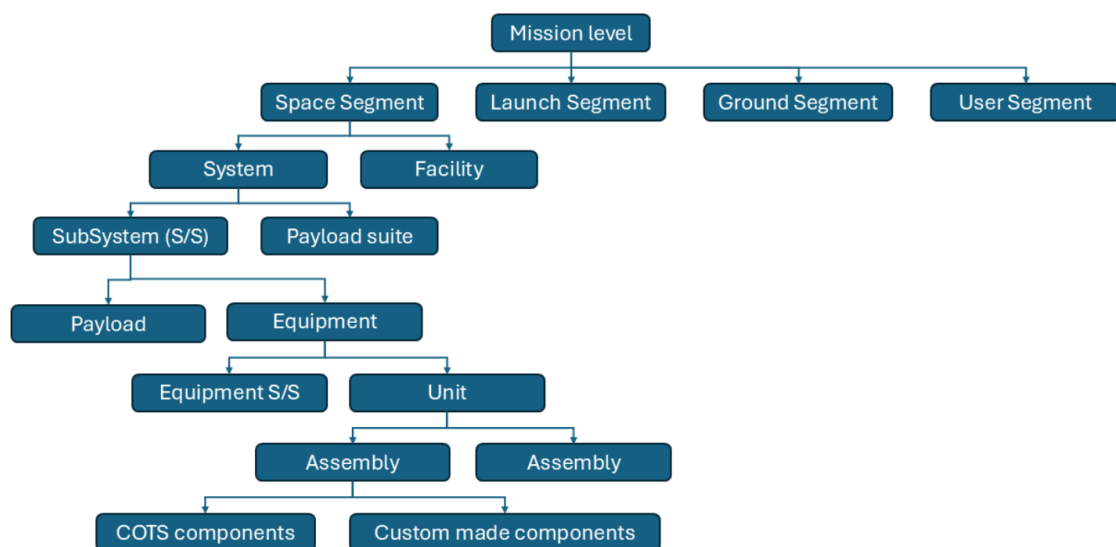 Mission level
Space Segment
Launch Segment
Ground Segment
User Segment
System
Facility
SubSystem (S/S)
Payload suite
Payload
Equipment
Equipment S/S
Unit
Assembly
Assembly
COTS components
Custom made components